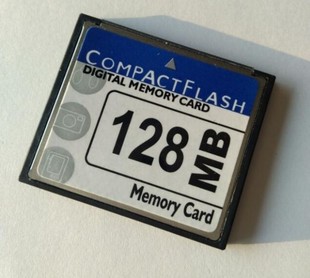 COMPACTFLASH
DIGITAL MEMORY CARD
128 MB
Memory Card